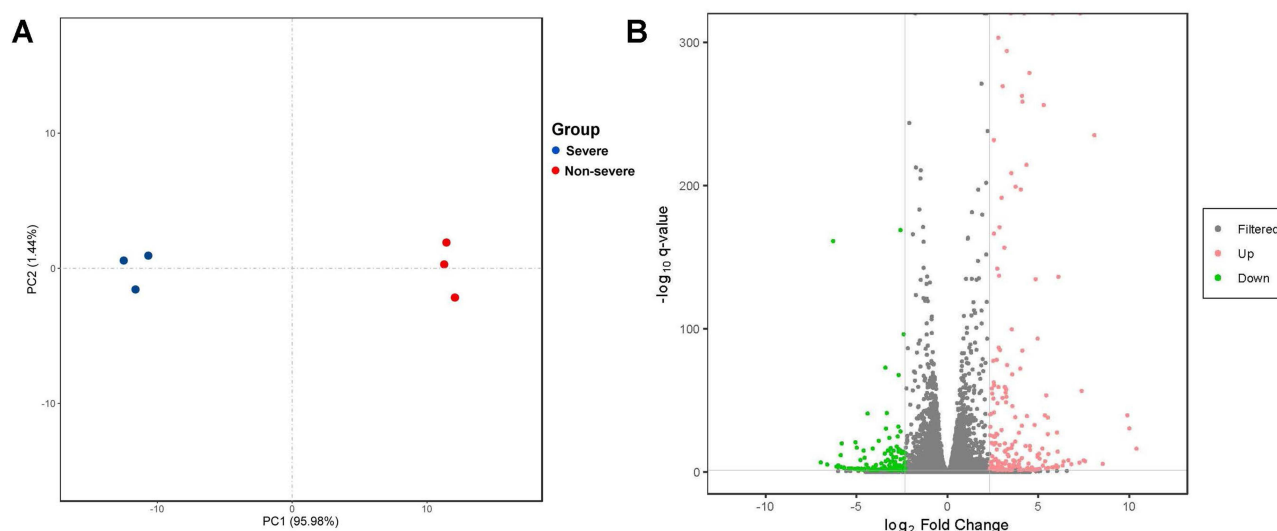 A
PC2 (1.44%)
10
0
-10
-10
0
10
PC1 (95.98%)
Group
Severe
Non-severe
B
-log10 q-value
300
200
100
0
-10
-5
0
5
10
log2 Fold Change
Filtered
Up
Down